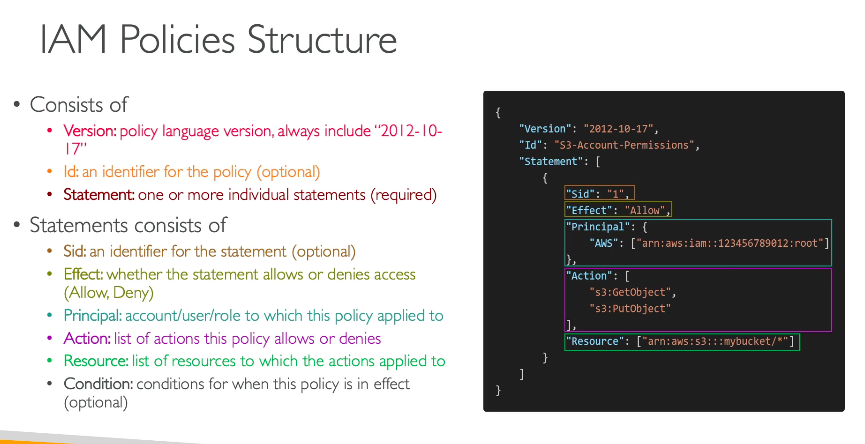 IAM Policies Structure
• Consists of
• Version: policy language version, always include “2012-10-
17”
• Id: an identifier for the policy (optional)
• Statement: one or more individual statements (required)
• Statements consists of
• Sid: an identifier for the statement (optional)
• Effect: whether the statement allows or denies access
(Allow, Deny)
• Principal: account/user/role to which this policy applied to
• Action: list of actions this policy allows or denies
• Resource: list of resources to which the actions applied to
• Condition: conditions for when this policy is in effect
(optional)
{
    "Version": "2012-10-17",
    "Id": "S3-Account-Permissions",
    "Statement": [
        {
            "Sid": "1",
            "Effect": "Allow",
            "Principal": {
                "AWS": ["arn:aws:iam::123456789012:root"]
            },
            "Action": [
                "s3:GetObject",
                "s3:PutObject"
            ],
            "Resource": ["arn:aws:s3:::mybucket/*"]
        }
    ]
}